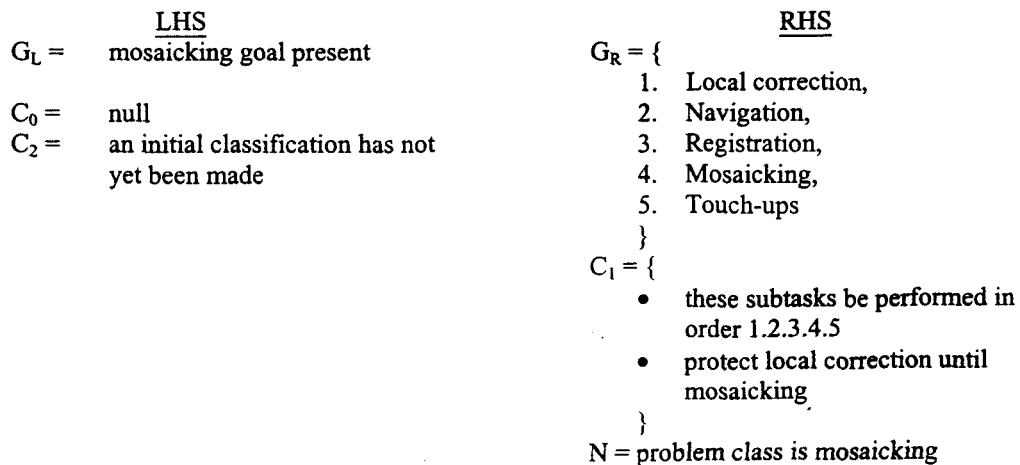 LHS
G_L = mosaicking goal present
C_0 = null
C_2 = an initial classification has not
yet been made
RHS
G_R = {
1. Local correction,
2. Navigation,
3. Registration,
4. Mosaicking,
5. Touch-ups
}
C_1 = {
• these subtasks be performed in
order 1.2.3.4.5
• protect local correction until
mosaicking
}
N = problem class is mosaicking